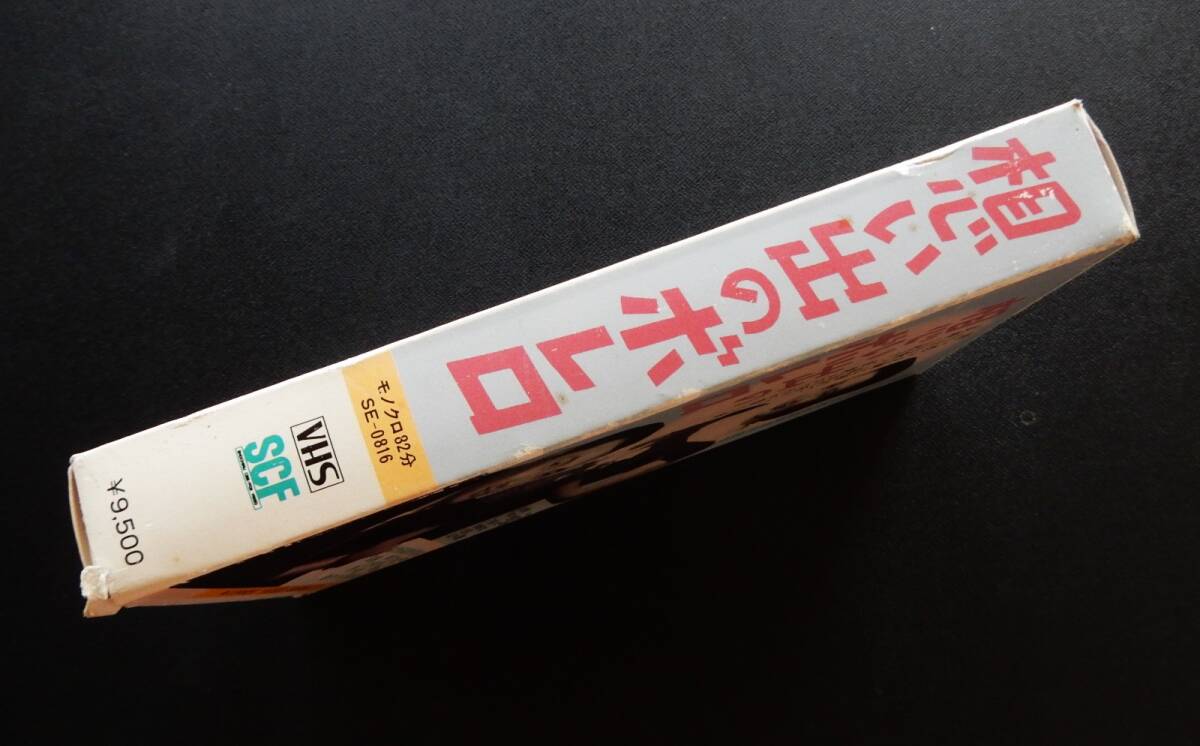 想い出のボレロ
モノクロ82分
SE-0816
VHS
SCF
¥9,500